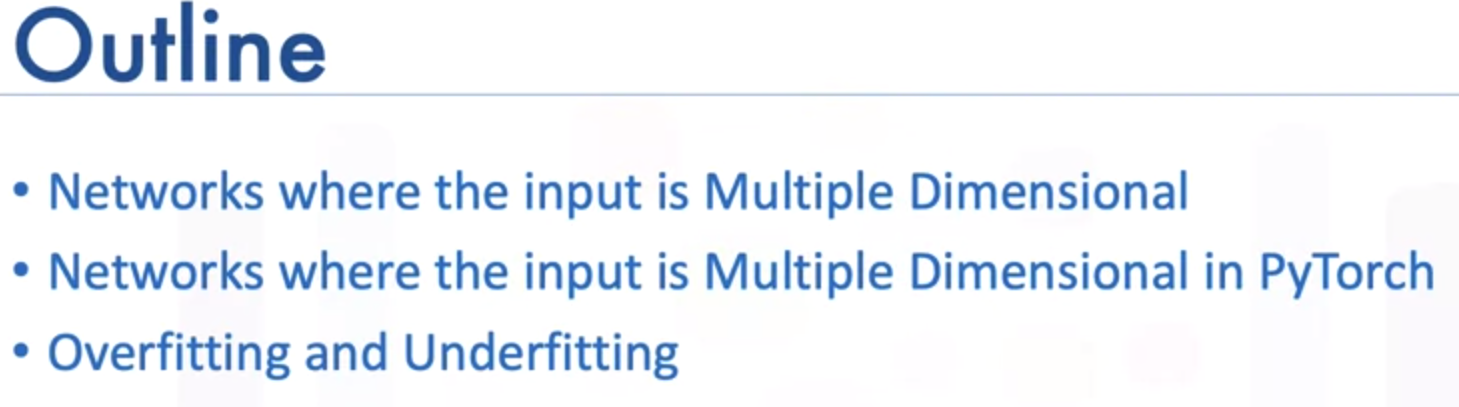 Outline
• Networks where the input is Multiple Dimensional
• Networks where the input is Multiple Dimensional in PyTorch
• Overfitting and Underfitting